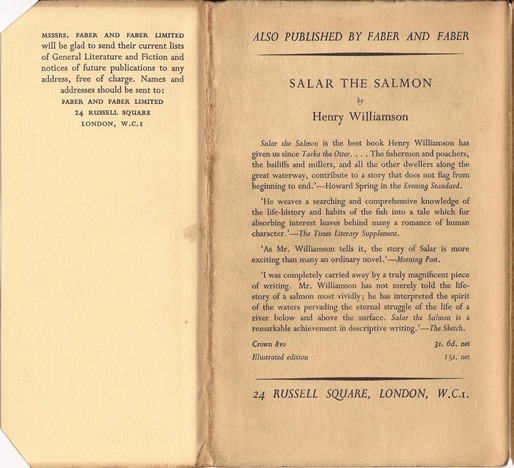 MESSRS. FABER AND FABER LIMITED
will be glad to send their current lists
of General Literature and Fiction and
notices of future publications to any
address, free of charge. Names and
addresses should be sent to:
FABER AND FABER LIMITED
24 RUSSELL SQUARE
LONDON, W.C.1
ALSO PUBLISHED BY FABER AND FABER
SALAR THE SALMON
by
Henry Williamson
Salar the Salmon is the best book Henry Williamson has
given us since Tarka the Otter. . . . The fishermen and poachers,
the bailiffs and millers, and all the other dwellers along the
great waterway, contribute to a story that does not flag from
beginning to end.'—Howard Spring in the Evening Standard.
'He weaves a searching and comprehensive knowledge of
the life-history and habits of the fish into a tale which for
absorbing interest leaves behind many a romance of human
character.'—The Times Literary Supplement.
'As Mr. Williamson tells it, the story of Salar is more
exciting than many an ordinary novel.'—Morning Post.
'I was completely carried away by a truly magnificent piece
of writing. Mr. Williamson has not merely told the life-
story of a salmon most vividly; he has interpreted the spirit
of the waters pervading the eternal struggle of the life of a
river below and above the surface. Salar the Salmon is a
remarkable achievement in descriptive writing.'—The Sketch.
Crown 8vo 3s. 6d. net
Illustrated edition 15s. net
24 RUSSELL SQUARE, LONDON, W.C.1.